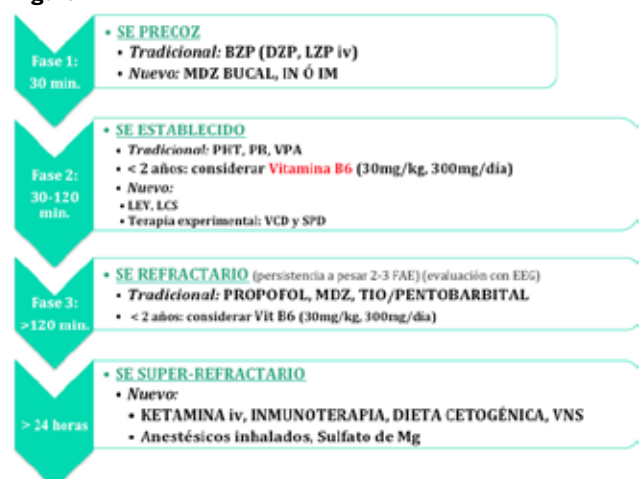 Fase 1:
30 min.
• SE PRECOZ
• Tradicional: BZP (DZP, LZP iv)
• Nuevo: MDZ BUCAL, IN Ó IM
Fase 2:
30-120
min.
• SE ESTABLECIDO
• Tradicional: PHT, PB, VPA
• < 2 años: considerar Vitamina B6 (30mg/kg, 300mg/día)
• Nuevo:
• LEV, LCS
• Terapia experimental: VCD y SPD
Fase 3:
>120 min.
• SE REFRACTARIO (persistencia a pesar 2-3 FAE) (evaluación con EEG)
• Tradicional: PROPOFOL, MDZ, TIO/PENTOBARBITAL
• < 2 años: considerar Vit B6 (30mg/kg, 300mg/día)
> 24 horas
• SE SUPER-REFRACTARIO
• Nuevo:
• KETAMINA iv, INMUNOTERAPIA, DIETA CETOGÉNICA, VNS
• Anestésicos inhalados, Sulfato de Mg